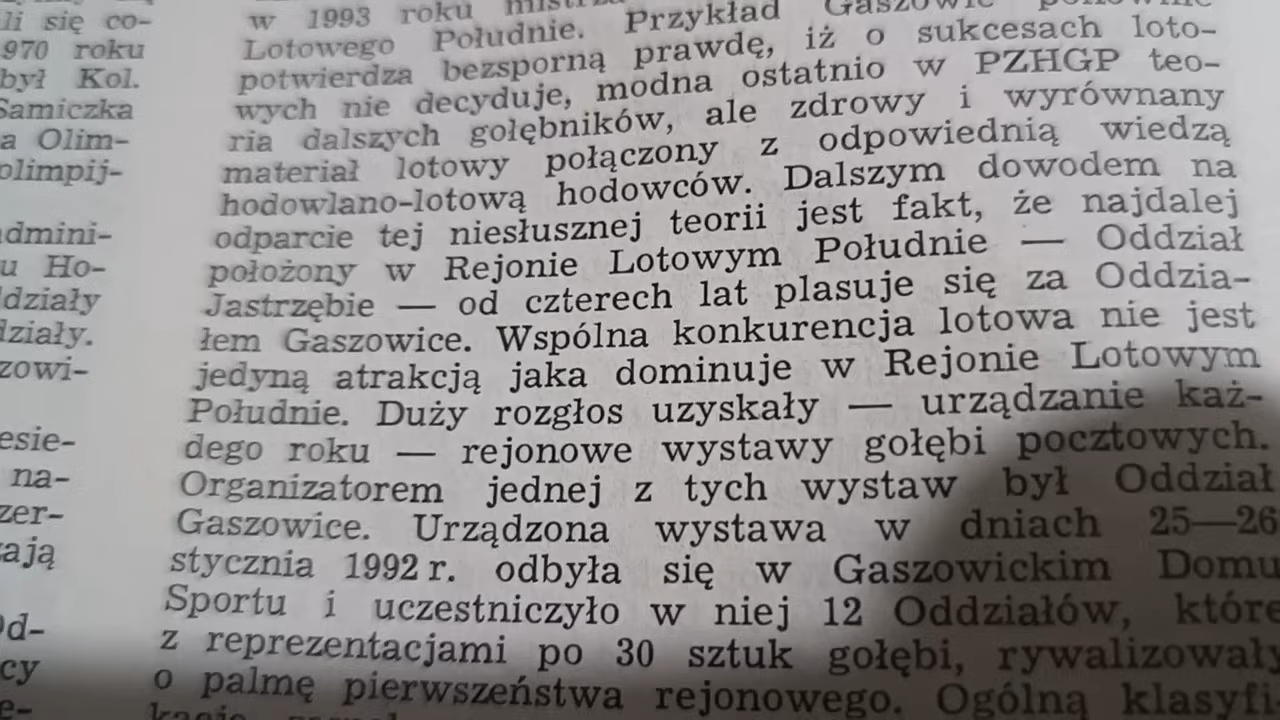 li się co-
970 roku
był Kol.
Samiczka
a Olim-
olimpij-
admini-
u Ho-
działy
działy.
zowi-
esie-
na-
zer-
ają
Od-
cy
e-
w 1993 roku
Lotowego Południe. Przykład Gaszowic
potwierdza bezsporną prawdę, iż o sukcesach loto-
wych nie decyduje, modna ostatnio w PZHGP teo-
ria dalszych gołębników, ale zdrowy i wyrównany
materiał lotowy połączony z odpowiednią wiedzą
hodowlano-lotową hodowców. Dalszym dowodem na
odparcie tej niesłusznej teorii jest fakt, że najdalej
położony w Rejonie Lotowym Południe — Oddział
Jastrzębie — od czterech lat plasuje się za Oddzia-
łem Gaszowice. Wspólna konkurencja lotowa nie jest
jedyną atrakcją jaka dominuje w Rejonie Lotowym
Południe. Duży rozgłos uzyskały — urządzanie każ-
dego roku — rejonowe wystawy gołębi pocztowych.
Organizatorem jednej z tych wystaw był Oddział
Gaszowice. Urządzona wystawa w dniach 25—26
stycznia 1992 r. odbyła się w Gaszowickim Domu
Sportu i uczestniczyło w niej 12 Oddziałów, które
z reprezentacjami po 30 sztuk gołębi, rywalizowały
o palmę pierwszeństwa rejonowego. Ogólną klasyfi